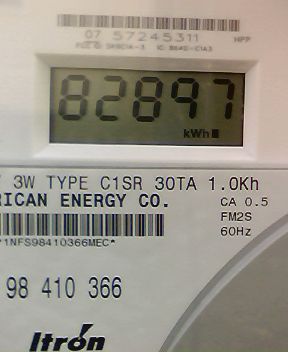 07 57245311 HPP
82897
kWh
3W TYPE C1SR 30TA 1.0Kh
RICAN ENERGY CO.
CA 0.5
FM2S
60Hz
*1NFS98410366MEC*
98 410 366
Itron